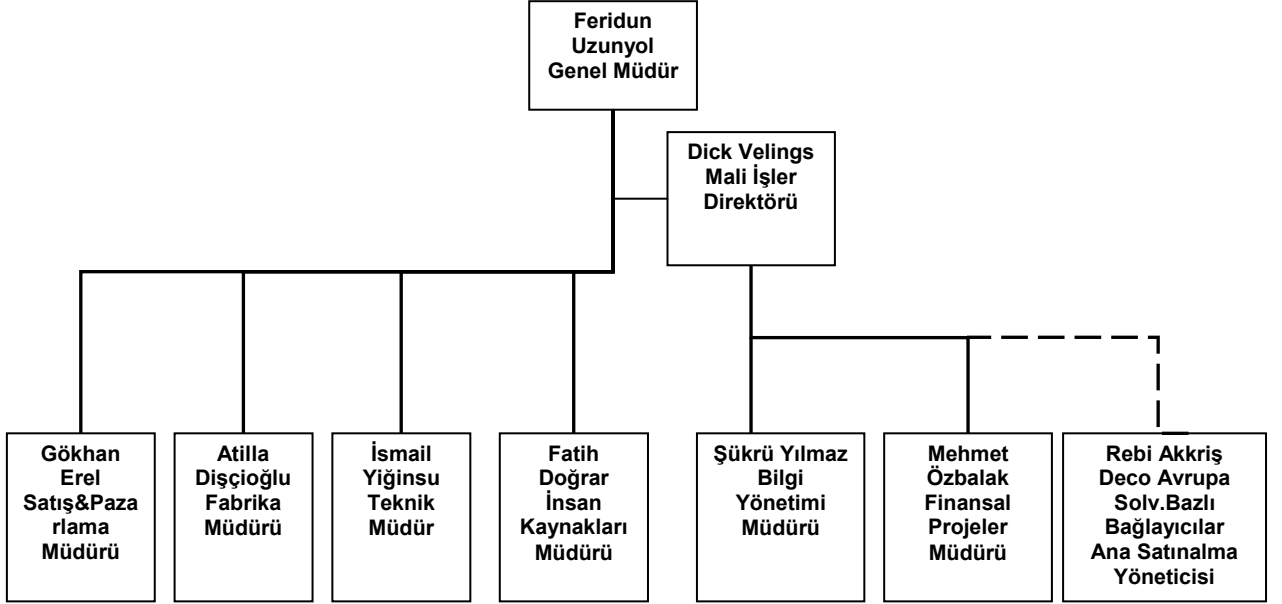 Feridun
Uzunyol
Genel Müdür
Dick Velings
Mali İşler
Direktörü
Gökhan
Erel
Satış&Paza
rlama
Müdürü
Atilla
Dişçioğlu
Fabrika
Müdürü
İsmail
Yiğinsu
Teknik
Müdür
Fatih
Doğrar
İnsan
Kaynakları
Müdürü
Şükrü Yılmaz
Bilgi
Yönetimi
Müdürü
Mehmet
Özbalak
Finansal
Projeler
Müdürü
Rebi Akkriş
Deco Avrupa
Solv.Bazlı
Bağlayıcılar
Ana Satınalma
Yöneticisi